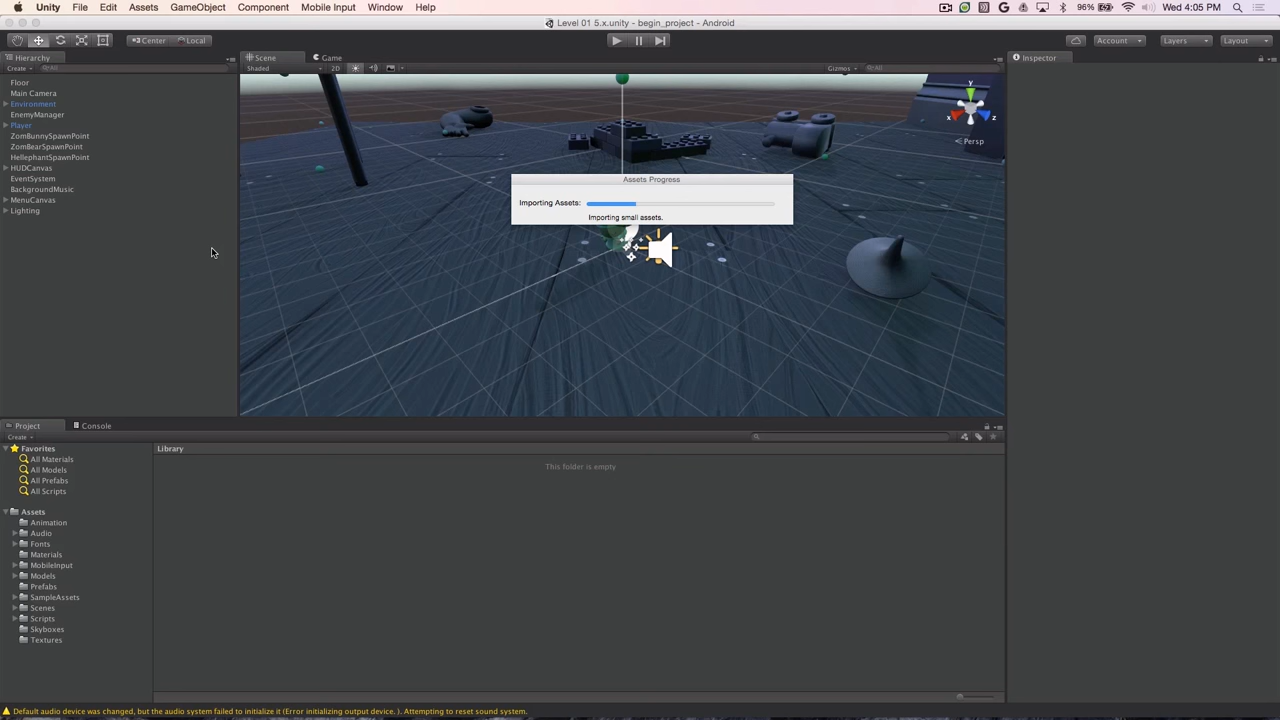 Unity File Edit Assets GameObject Component Mobile Input Window Help 96% Wed 4:05 PM
Level 01 5.x.unity - begin_project - Android
Center Local Account Layers Layout
Hierarchy Scene Game Inspector
Create All Shaded 2D Gizmos All
Floor
Main Camera
Environment
EnemyManager
Player
ZomBunnySpawnPoint
ZomBearSpawnPoint
HellephantSpawnPoint
HUDCanvas
EventSystem
BackgroundMusic
MenuCanvas
Lighting
y
x
z
Persp
Assets Progress
Importing Assets:
Importing small assets.
Project Console
Create
Favorites
All Materials
All Models
All Prefabs
All Scripts
Assets
Animation
Audio
Fonts
Materials
MobileInput
Models
Prefabs
SampleAssets
Scenes
Scripts
Skyboxes
Textures
Library
This folder is empty
Default audio device was changed, but the audio system failed to initialize it (Error initializing output device. ). Attempting to reset sound system.